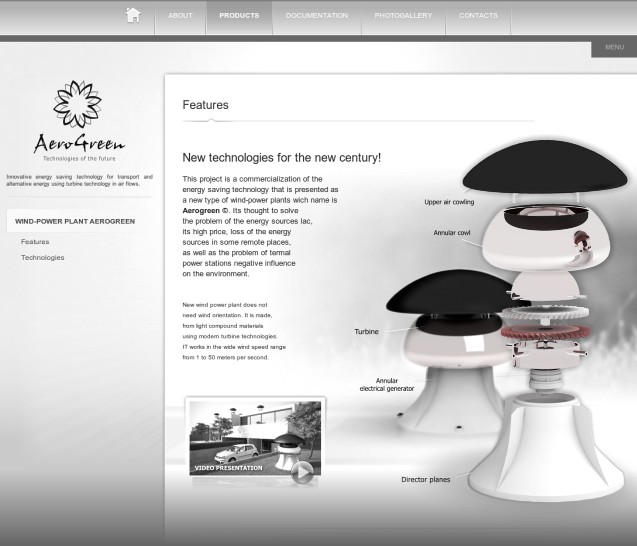 ABOUT
PRODUCTS
DOCUMENTATION
PHOTOGALLERY
CONTACTS
MENU
AeroGreen
Technologies of the future
Innovative energy saving technology for transport and
alternative energy using turbine technology in air flows.
WIND-POWER PLANT AEROGREEN
Features
Technologies
Features
New technologies for the new century!
This project is a commercialization of the
energy saving technology that is presented as
a new type of wind-power plants wich name is
Aerogreen ©. Its thought to solve
the problem of the energy sources lac,
its high price, loss of the energy
sources in some remote places,
as well as the problem of termal
power stations negative influence
on the environment.
New wind power plant does not
need wind orientation. It is made,
from light compound materials
using modern turbine technologies.
IT works in the wide wind speed range
from 1 to 50 meters per second.
VIDEO PRESENTATION
Upper air cowling
Annular cowl
Turbine
Annular
electrical generator
Director planes